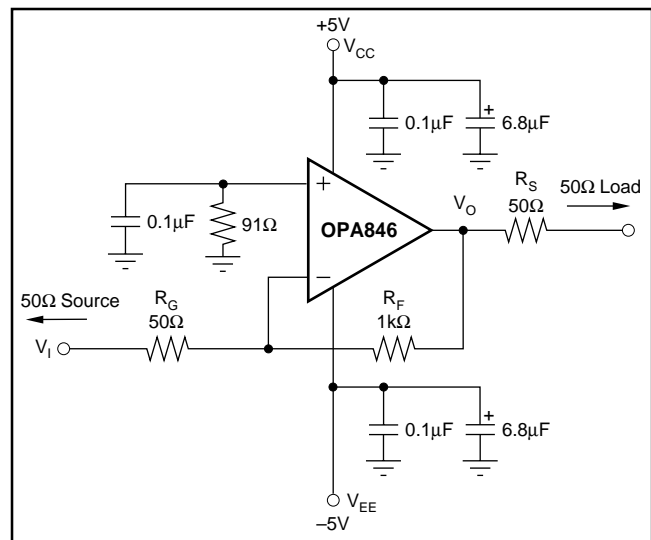 +5V
V_CC
+
0.1µF
6.8µF
+
R_S
50Ω
50Ω Load
V_O
OPA846
0.1µF
91Ω
−
50Ω Source
R_G
50Ω
R_F
1kΩ
V_I
+
0.1µF
6.8µF
V_EE
–5V